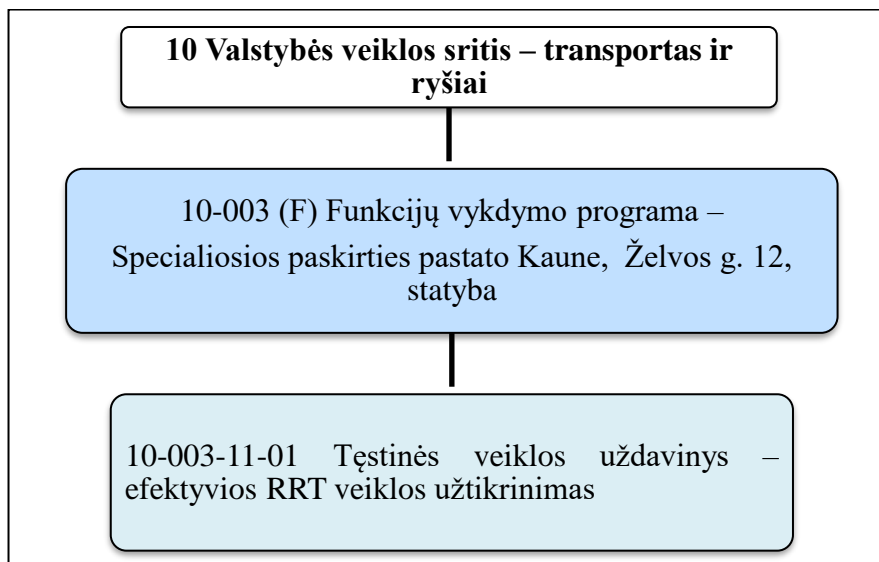 10 Valstybės veiklos sritis – transportas ir
ryšiai
10-003 (F) Funkcijų vykdymo programa –
Specialiosios paskirties pastato Kaune, Želvos g. 12,
statyba
10-003-11-01 Tęstinės veiklos uždavinys –
efektyvios RRT veiklos užtikrinimas